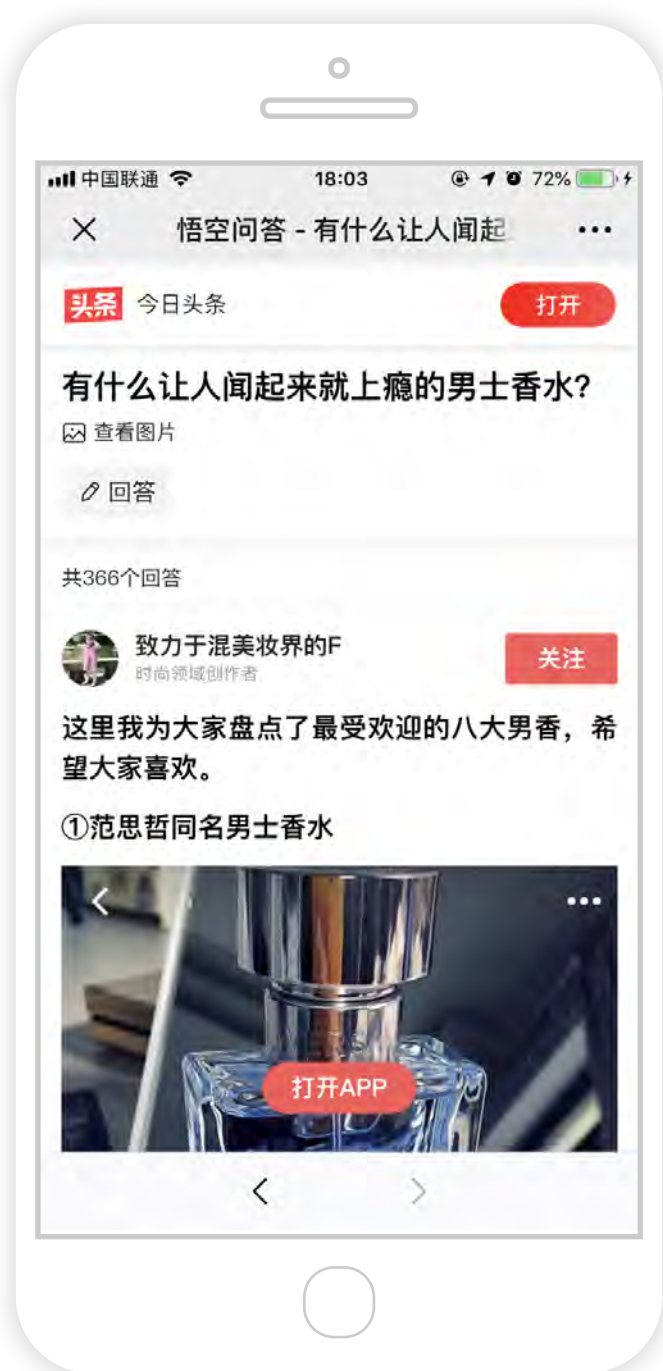 中国联通 18:03 72%
悟空问答 - 有什么让人闻起
头条 今日头条 打开
有什么让人闻起来就上瘾的男士香水?
查看图片
回答
共366个回答
致力于混美妆界的F 关注
时尚领域创作者
这里我为大家盘点了最受欢迎的八大男香，希
望大家喜欢。
①范思哲同名男士香水
打开APP